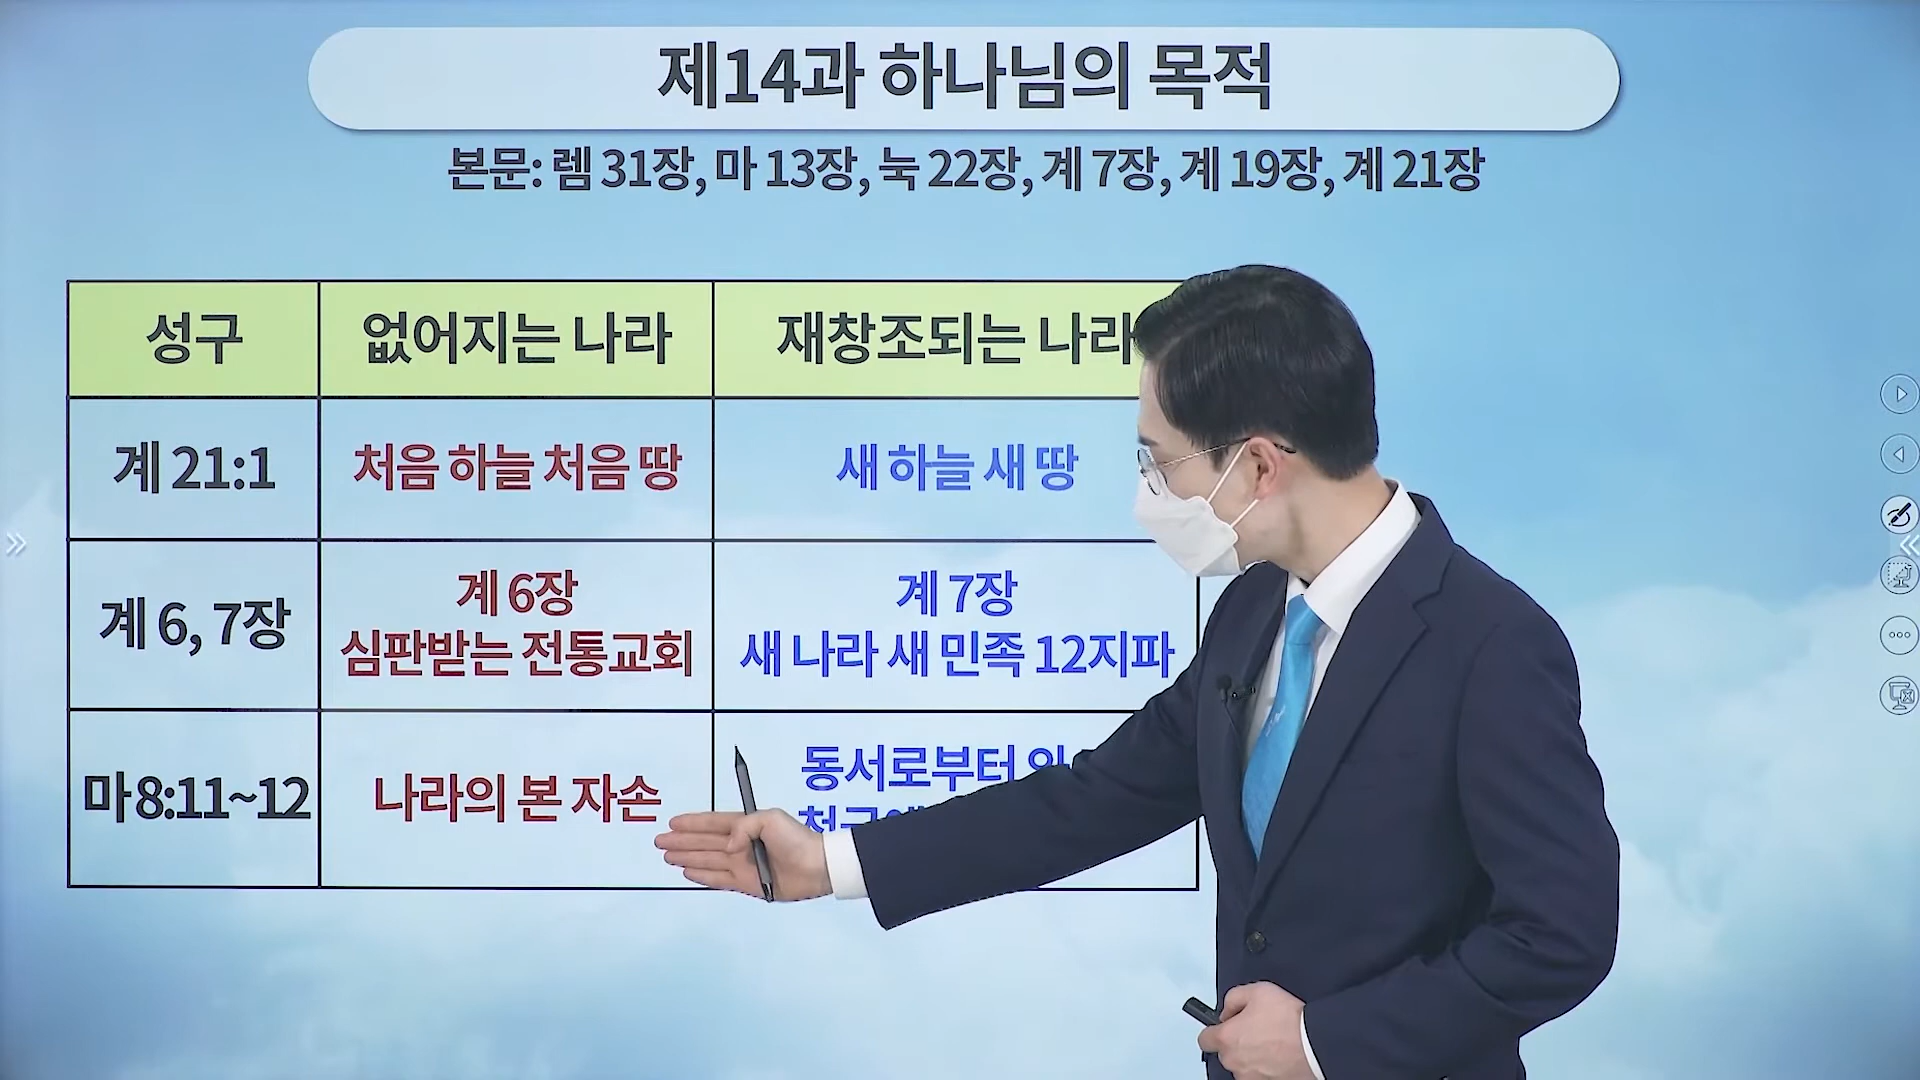 제14과 하나님의 목적
본문: 렘 31장, 마 13장, 눅 22장, 계 7장, 계 19장, 계 21장
성구
없어지는 나라
재창조되는 나라
계 21:1
처음 하늘 처음 땅
새 하늘 새 땅
계 6, 7장
계 6장
심판받는 전통교회
계 7장
새 나라 새 민족 12지파
마 8:11~12
나라의 본 자손
동서로부터